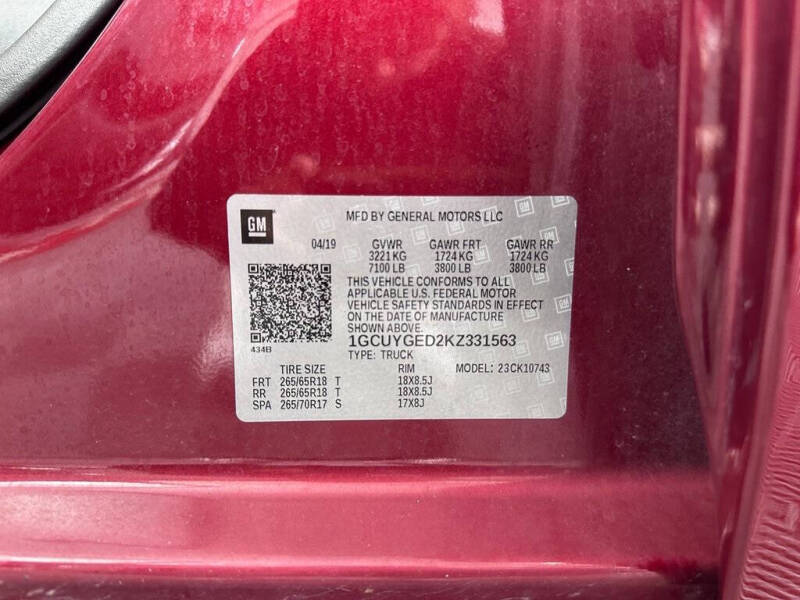 GM
MFD BY GENERAL MOTORS LLC
04/19 GVWR GAWR FRT GAWR RR
3221 KG 1724 KG 1724 KG
7100 LB 3800 LB 3800 LB
THIS VEHICLE CONFORMS TO ALL
APPLICABLE U.S. FEDERAL MOTOR
VEHICLE SAFETY STANDARDS IN EFFECT
ON THE DATE OF MANUFACTURE
SHOWN ABOVE.
1GCUYGED2KZ331563
434B
TYPE: TRUCK
TIRE SIZE RIM MODEL: 23CK10743
FRT 265/65R18 T 18X8.5J
RR 265/65R18 T 18X8.5J
SPA 265/70R17 S 17X8J